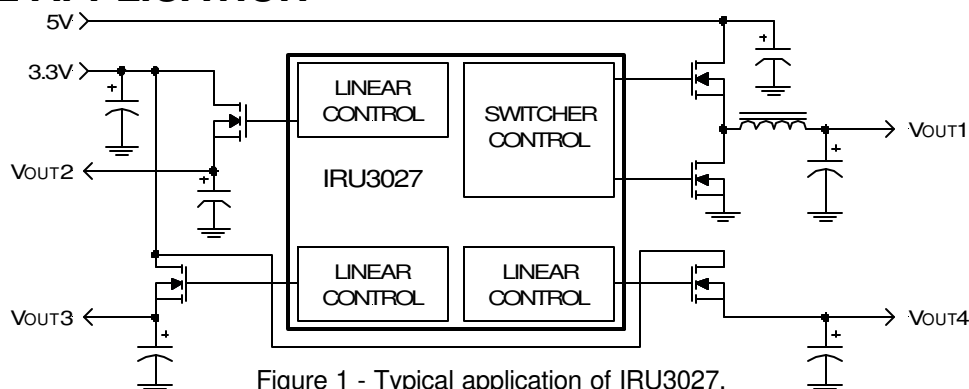 5V
3.3V
LINEAR
CONTROL
SWITCHER
CONTROL
VOUT1
VOUT2
IRU3027
LINEAR
CONTROL
LINEAR
CONTROL
VOUT3
VOUT4
Figure 1 - Typical application of IRU3027.